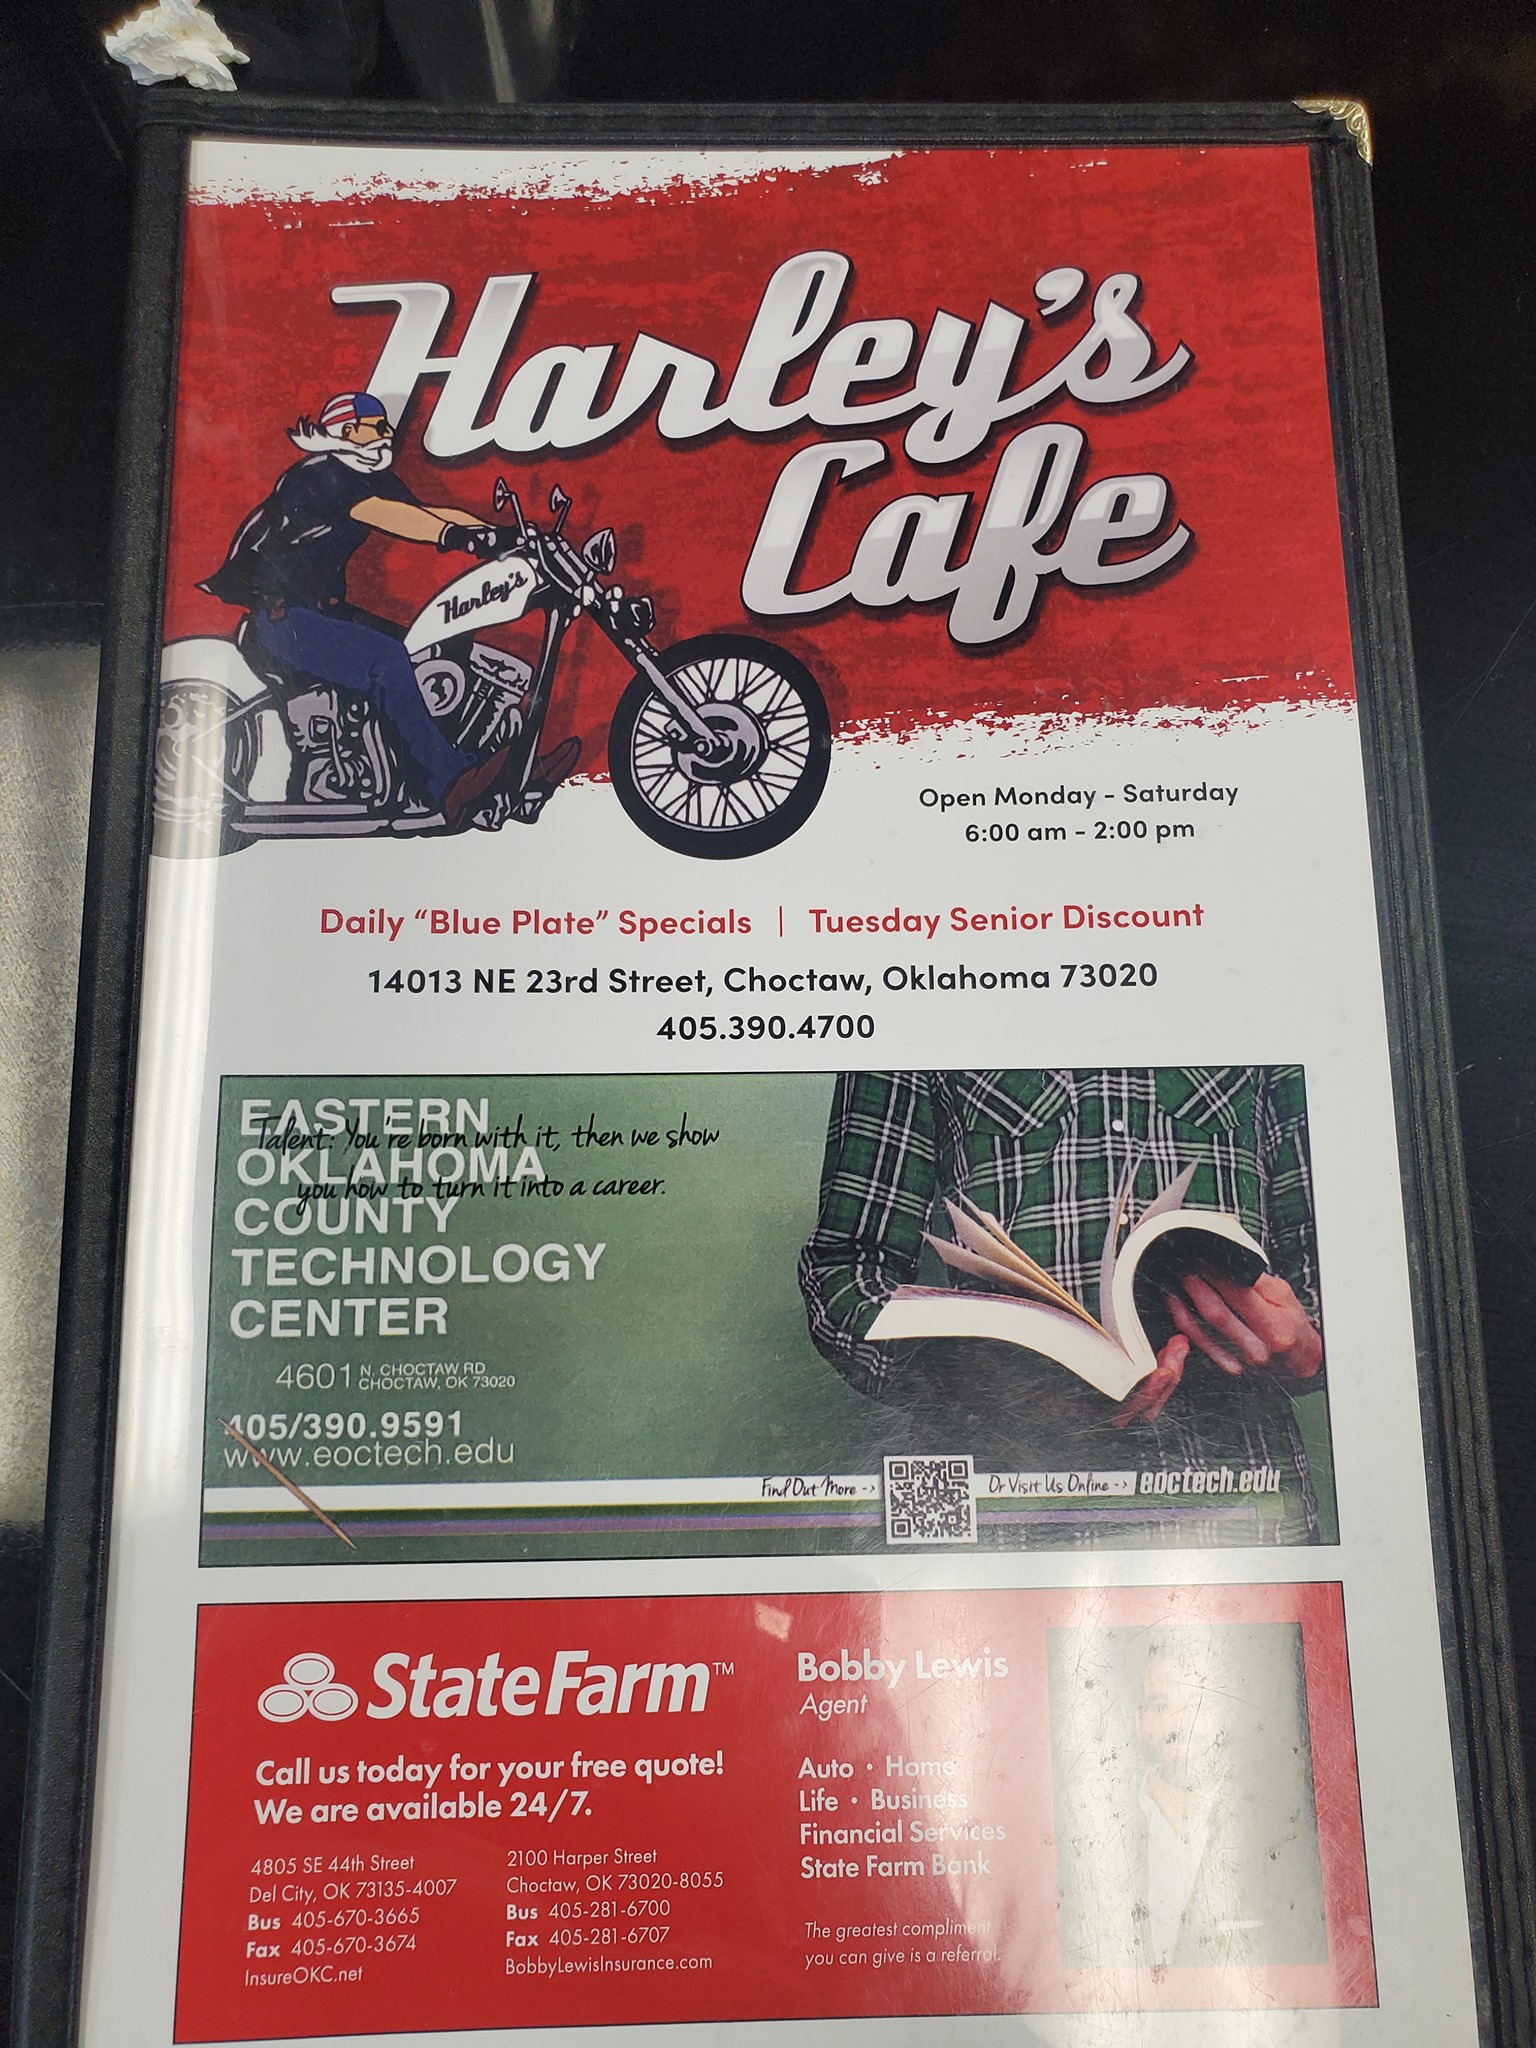 Harley's
Cafe
Harley's
Open Monday - Saturday
6:00 am - 2:00 pm
Daily “Blue Plate” Specials | Tuesday Senior Discount
14013 NE 23rd Street, Choctaw, Oklahoma 73020
405.390.4700
EASTERN
Talent: You're born with it, then we show
OKLAHOMA
you how to turn it into a career.
COUNTY
TECHNOLOGY
CENTER
4601 N. CHOCTAW RD
CHOCTAW, OK 73020
405/390.9591
www.eoctech.edu
Find Out More -> Or Visit Us Online -> eoctech.edu
State Farm™
Call us today for your free quote!
We are available 24/7.
4805 SE 44th Street
Del City, OK 73135-4007
Bus 405-670-3665
Fax 405-670-3674
InsureOKC.net
2100 Harper Street
Choctaw, OK 73020-8055
Bus 405-281-6700
Fax 405-281-6707
BobbyLewisInsurance.com
Bobby Lewis
Agent
Auto • Home
Life • Business
Financial Services
State Farm Bank
The greatest compliment
you can give is a referral.